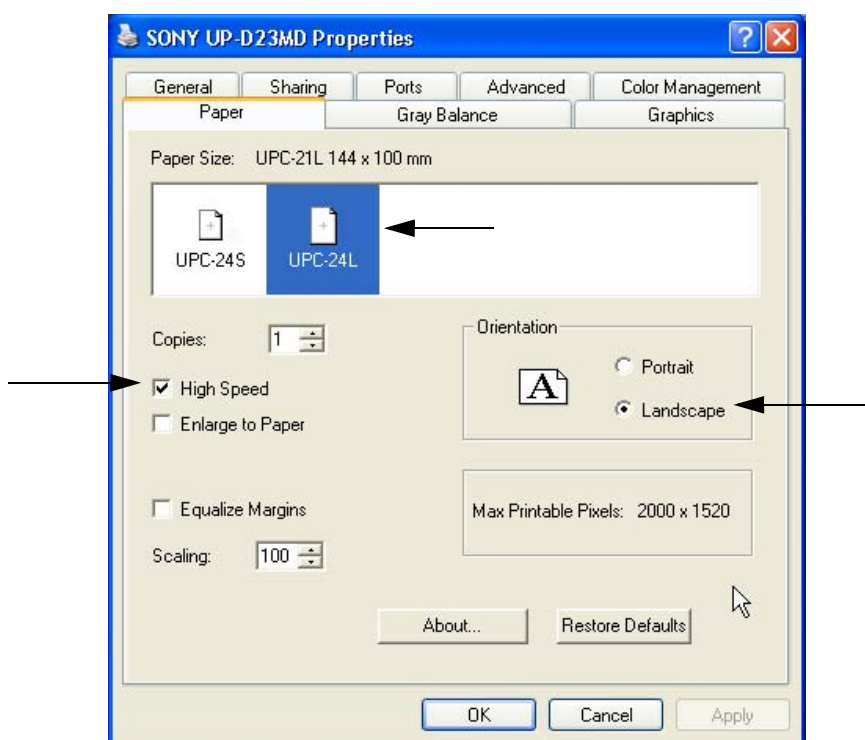 SONY UP-D23MD Properties
General Sharing Ports Advanced Color Management
Paper Gray Balance Graphics
Paper Size: UPC-21L 144 x 100 mm
UPC-24S UPC-24L
Copies: 1
Orientation
High Speed
A
Portrait
Enlarge to Paper
Landscape
Equalize Margins
Max Printable Pixels: 2000 x 1520
Scaling: 100
About... Restore Defaults
OK Cancel Apply